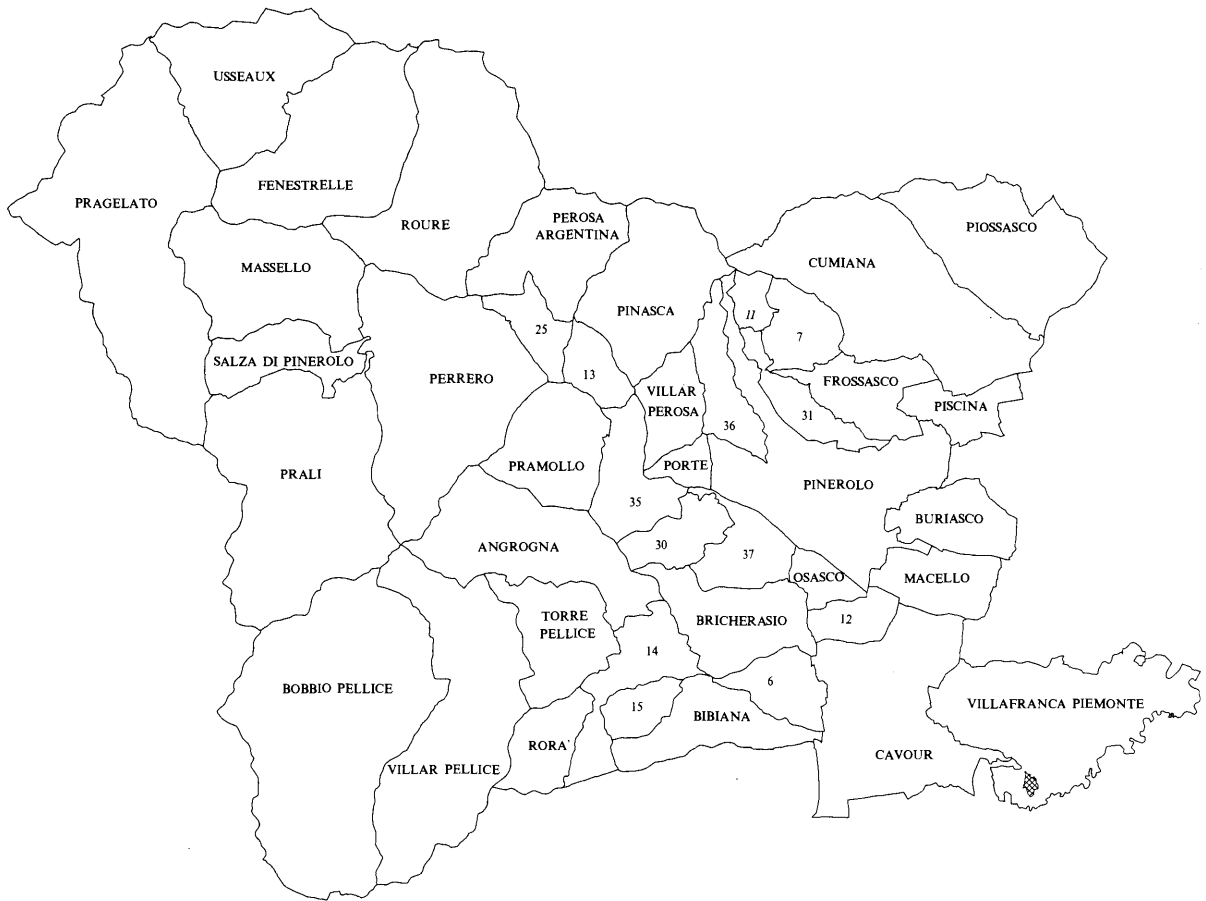 USSEAUX
FENESTRELLE
PRAGELATO
ROURE
PEROSA
ARGENTINA
PIOSSASCO
CUMIANA
MASSELLO
PINASCA
11
25
7
SALZA DI PINEROLO
PERRERO
13
VILLAR
PEROSA
FROSSASCO
PISCINA
31
36
PRALI
PRAMOLLO
PORTE
PINEROLO
35
BURIASCO
ANGROGNA
30
37
OSASCO
MACELLO
TORRE
PELLICE
BRICHERASIO
12
14
BOBBIO PELLICE
6
15
BIBIANA
VILLAFRANCA PIEMONTE
RORA'
CAVOUR
VILLAR PELLICE